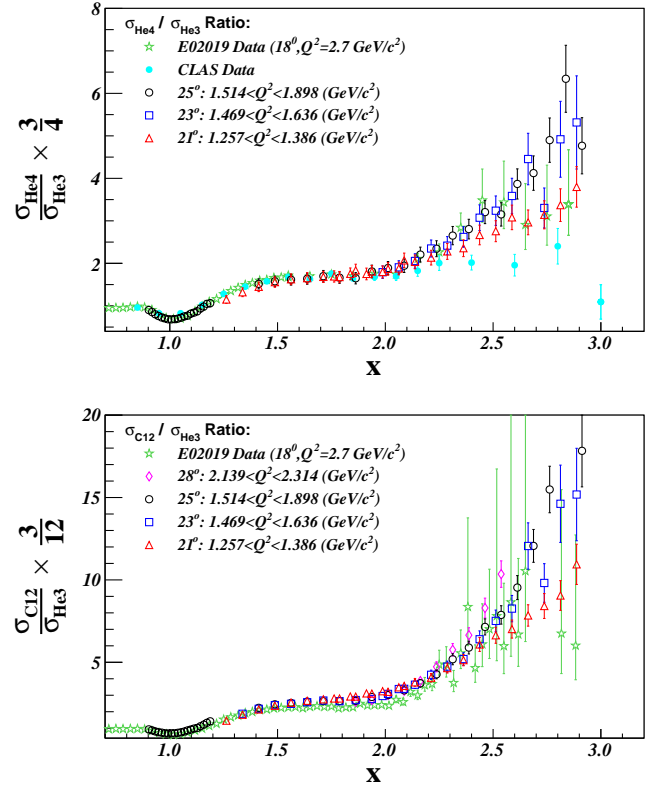 σHe4 / σHe3 Ratio:
E02019 Data (18⁰,Q²=2.7 GeV/c²)
CLAS Data
25°: 1.514<Q²<1.898 (GeV/c²)
23°: 1.469<Q²<1.636 (GeV/c²)
21°: 1.257<Q²<1.386 (GeV/c²)
σHe4/σHe3 × 3/4
8
6
4
2
1.0 1.5 2.0 2.5 3.0
x
σC12 / σHe3 Ratio:
E02019 Data (18⁰,Q²=2.7 GeV/c²)
28°: 2.139<Q²<2.314 (GeV/c²)
25°: 1.514<Q²<1.898 (GeV/c²)
23°: 1.469<Q²<1.636 (GeV/c²)
21°: 1.257<Q²<1.386 (GeV/c²)
σC12/σHe3 × 3/12
20
15
10
5
1.0 1.5 2.0 2.5 3.0
x